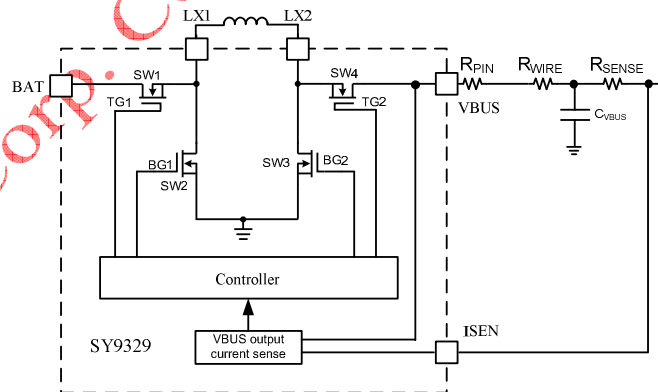 LX1
LX2
Corp.
SW1
SW4
BAT
TG1
TG2
VBUS
RPIN
RWIRE
RSENSE
CVBUS
BG1
SW2
SW3
BG2
Controller
VBUS output
current sense
SY9329
ISEN